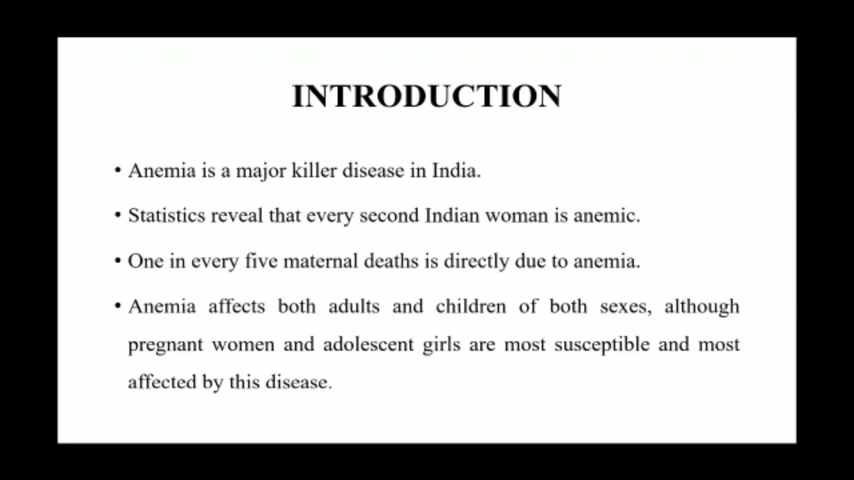 INTRODUCTION
• Anemia is a major killer disease in India.
• Statistics reveal that every second Indian woman is anemic.
• One in every five maternal deaths is directly due to anemia.
• Anemia affects both adults and children of both sexes, although
pregnant women and adolescent girls are most susceptible and most
affected by this disease.